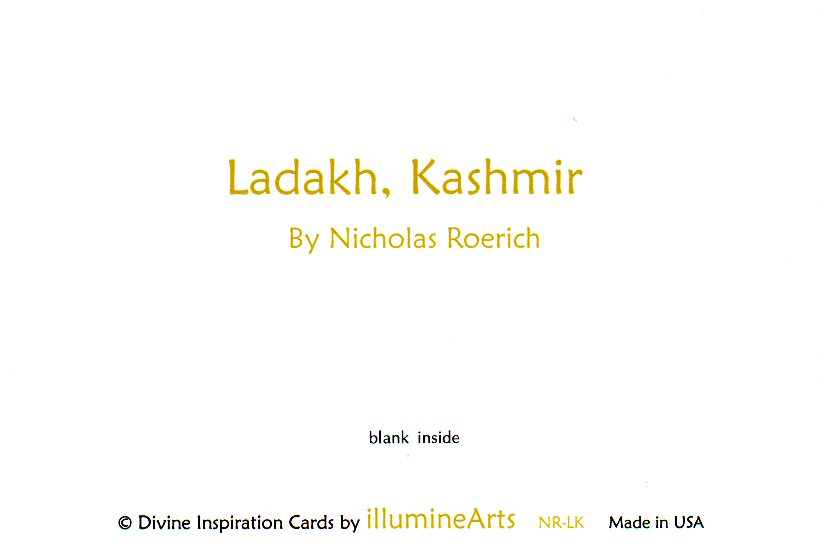 Ladakh, Kashmir
By Nicholas Roerich
blank inside
© Divine Inspiration Cards by illumineArts NR-LK Made in USA